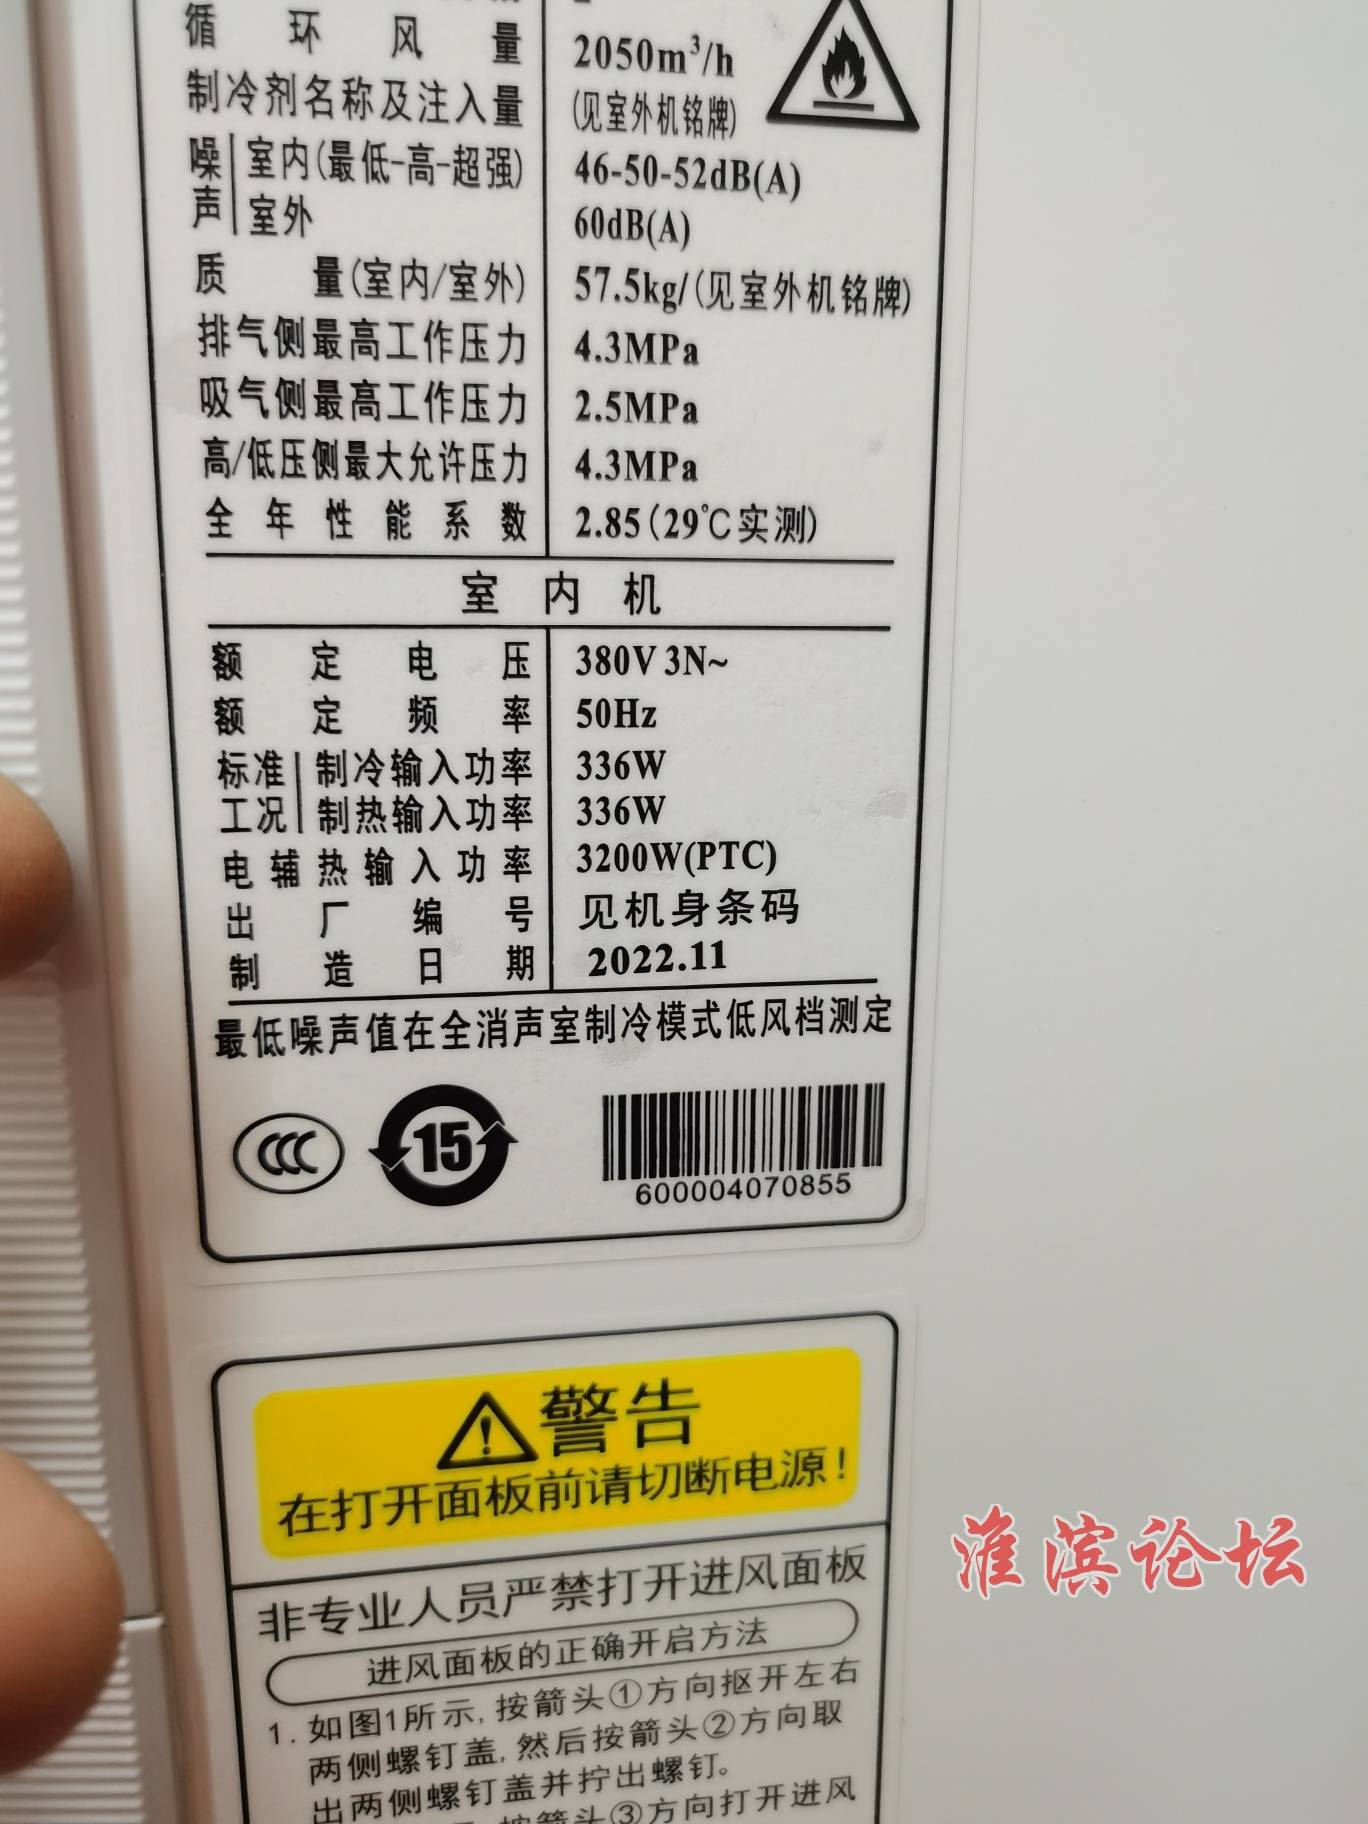 循环风量 2050m³/h
制冷剂名称及注入量 (见室外机铭牌)
噪声 室内(最低-高-超强) 46-50-52dB(A)
室外 60dB(A)
质量(室内/室外) 57.5kg/(见室外机铭牌)
排气侧最高工作压力 4.3MPa
吸气侧最高工作压力 2.5MPa
高/低压侧最大允许压力 4.3MPa
全年性能系数 2.85(29℃实测)
室内机
额定电压 380V 3N~
额定频率 50Hz
标准工况 制冷输入功率 336W
制热输入功率 336W
电辅热输入功率 3200W(PTC)
出厂编号 见机身条码
制造日期 2022.11
最低噪声值在全消声室制冷模式低风档测定
CCC
15
600004070855
警告
在打开面板前请切断电源!
非专业人员严禁打开进风面板
进风面板的正确开启方法
1. 如图1所示,按箭头①方向抠开左右
两侧螺钉盖,然后按箭头②方向取
出两侧螺钉盖并拧出螺钉。
按箭头③方向打开进风
淮滨论坛